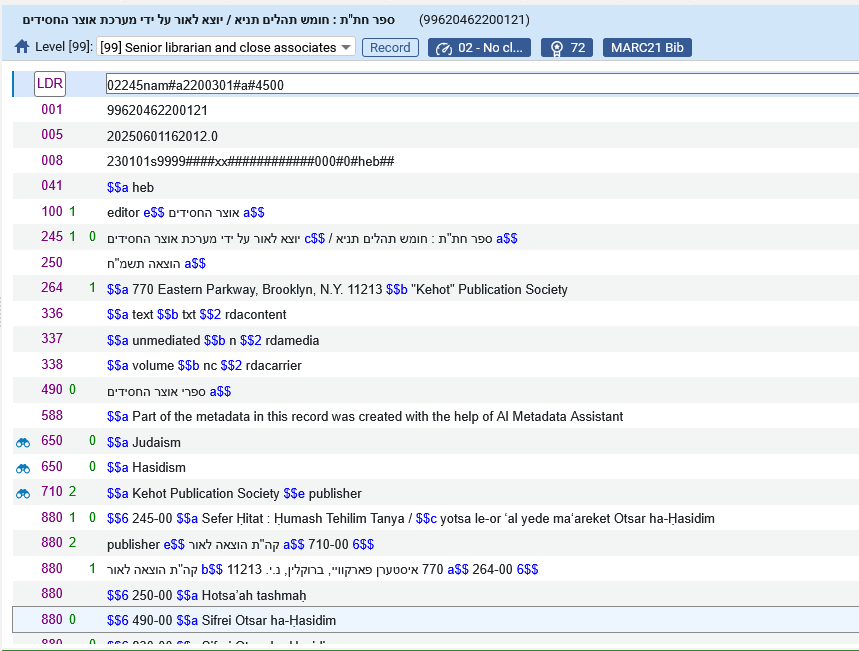 ספר חת"ת : חומש תהלים תניא / יוצא לאור על ידי מערכת אוצר החסידים (99620462200121)
Level [99]: [99] Senior librarian and close associates Record 02 - No cl... 72 MARC21 Bib
LDR 02245nam#a2200301#a#4500
001 99620462200121
005 20250601162012.0
008 230101s9999####xx############000#0#heb##
041 $$a heb
100 1 $$a אוצר החסידים $$e editor
245 1 0 $$a ספר חת"ת : חומש תהלים תניא / $$c יוצא לאור על ידי מערכת אוצר החסידים
250 $$a הוצאה תשמ"ח
264 1 $$a 770 Eastern Parkway, Brooklyn, N.Y. 11213 $$b "Kehot" Publication Society
336 $$a text $$b txt $$2 rdacontent
337 $$a unmediated $$b n $$2 rdamedia
338 $$a volume $$b nc $$2 rdacarrier
490 0 $$a ספרי אוצר החסידים
588 $$a Part of the metadata in this record was created with the help of AI Metadata Assistant
650 0 $$a Judaism
650 0 $$a Hasidism
710 2 $$a Kehot Publication Society $$e publisher
880 1 0 $$6 245-00 $$a Sefer Ḥitat : Ḥumash Tehilim Tanya / $$c yotsa le-or ʻal yede maʻareket Otsar ha-Ḥasidim
880 2 $$6 710-00 $$a קה"ת הוצאה לאור $$e publisher
880 1 $$6 264-00 $$a 770 איסטערן פארקוויי, ברוקלין, נ.י. 11213 $$b קה"ת הוצאה לאור
880 $$6 250-00 $$a Hotsaʼah tashmaḥ
880 0 $$6 490-00 $$a Sifrei Otsar ha-Ḥasidim